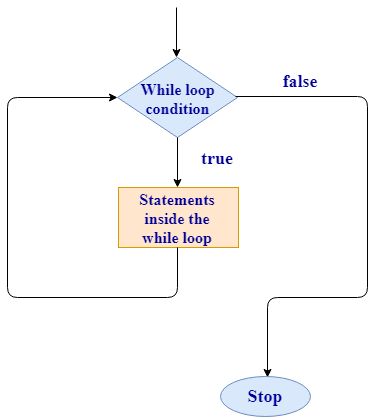 While loop
condition
false
true
Statements
inside the
while loop
Stop